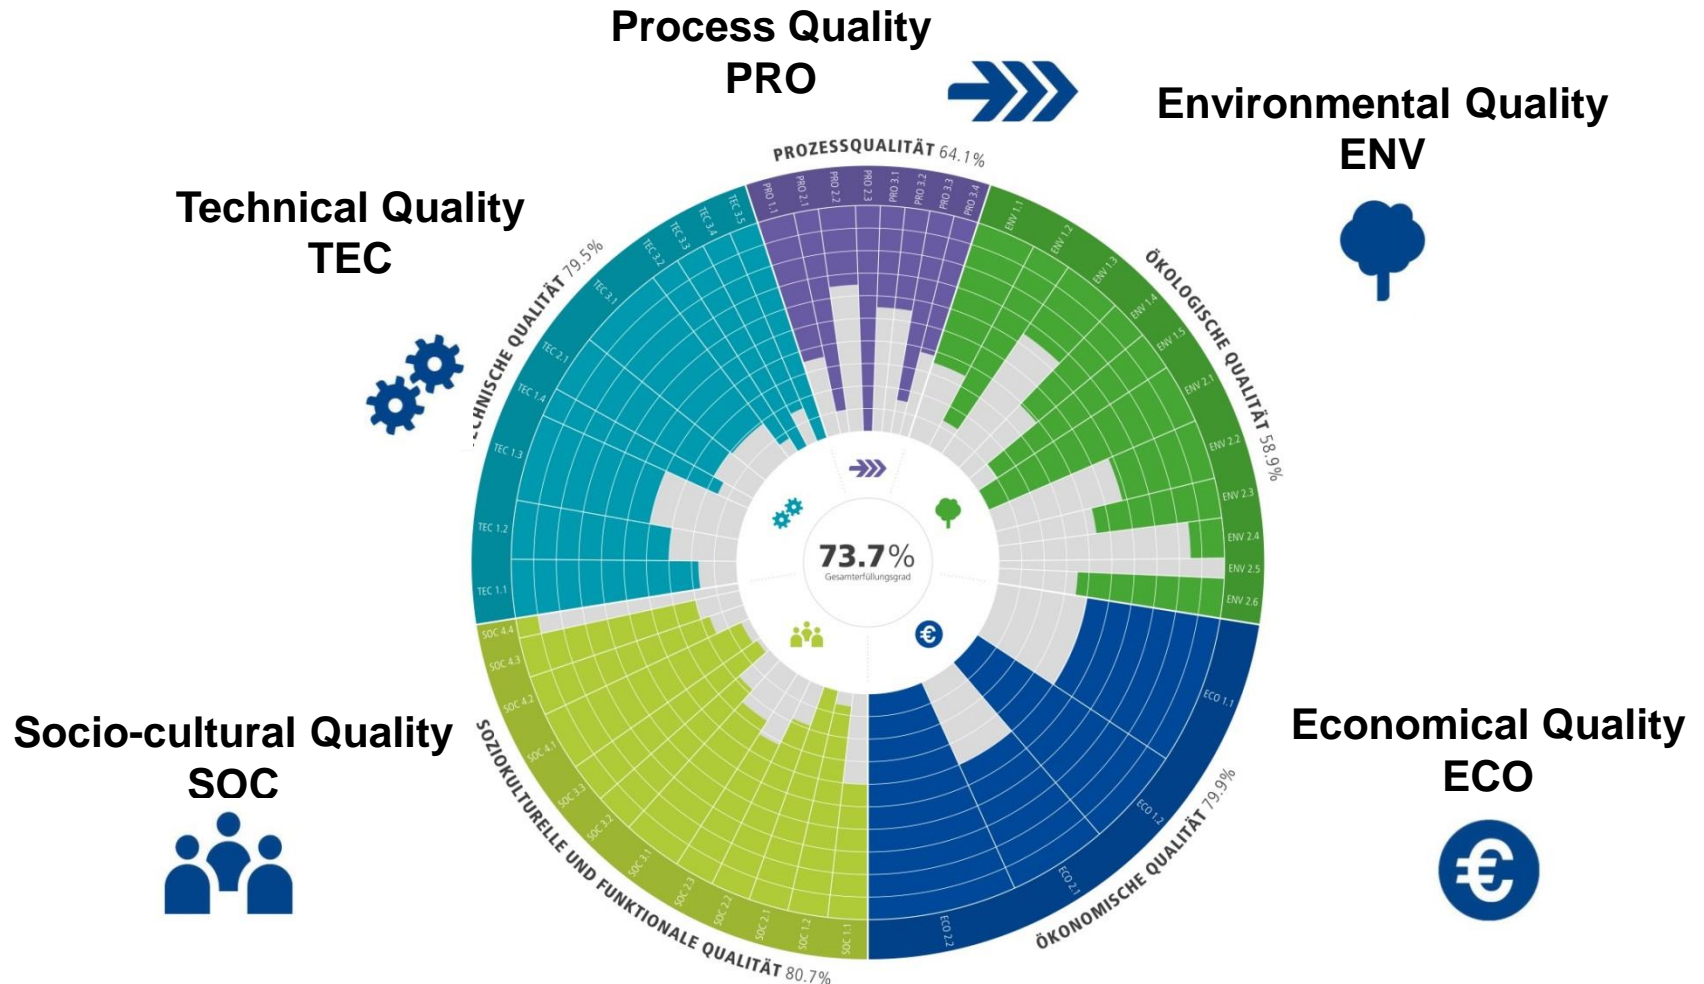 Process Quality
PRO
Environmental Quality
ENV
Technical Quality
TEC
Socio-cultural Quality
SOC
Economical Quality
ECO
PROZESSQUALITÄT 64.1%
PRO 1.1
PRO 2.1
PRO 2.2
PRO 2.3
PRO 3.1
PRO 3.2
PRO 3.3
PRO 3.4
ÖKOLOGISCHE QUALITÄT 58.9%
ENV 1.1
ENV 1.2
ENV 1.3
ENV 1.4
ENV 1.5
ENV 2.1
ENV 2.2
ENV 2.3
ENV 2.4
ENV 2.5
ENV 2.6
ÖKONOMISCHE QUALITÄT 79.9%
ECO 1.1
ECO 1.2
ECO 2.1
ECO 2.2
SOZIOKULTURELLE UND FUNKTIONALE QUALITÄT 80.7%
SOC 1.1
SOC 1.2
SOC 2.1
SOC 2.2
SOC 2.3
SOC 3.1
SOC 3.2
SOC 3.3
SOC 4.1
SOC 4.2
SOC 4.3
SOC 4.4
CHNISCHE QUALITÄT 79.5%
TEC 1.1
TEC 1.2
TEC 1.3
TEC 1.4
TEC 2.1
TEC 3.1
TEC 3.2
TEC 3.3
TEC 3.4
TEC 3.5
73.7%
Gesamterfüllungsgrad
€
€